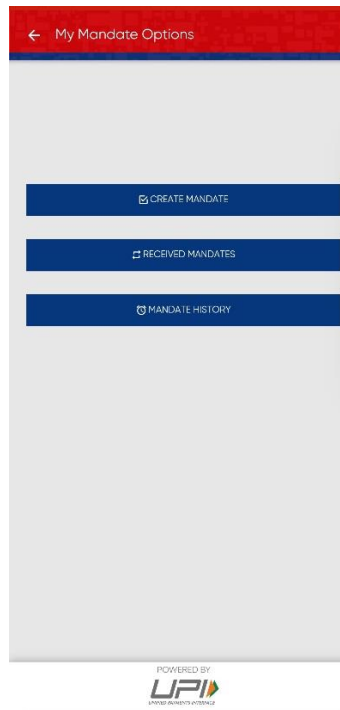 My Mandate Options
CREATE MANDATE
RECEIVED MANDATES
MANDATE HISTORY
POWERED BY
UPI
UNIFIED PAYMENTS INTERFACE